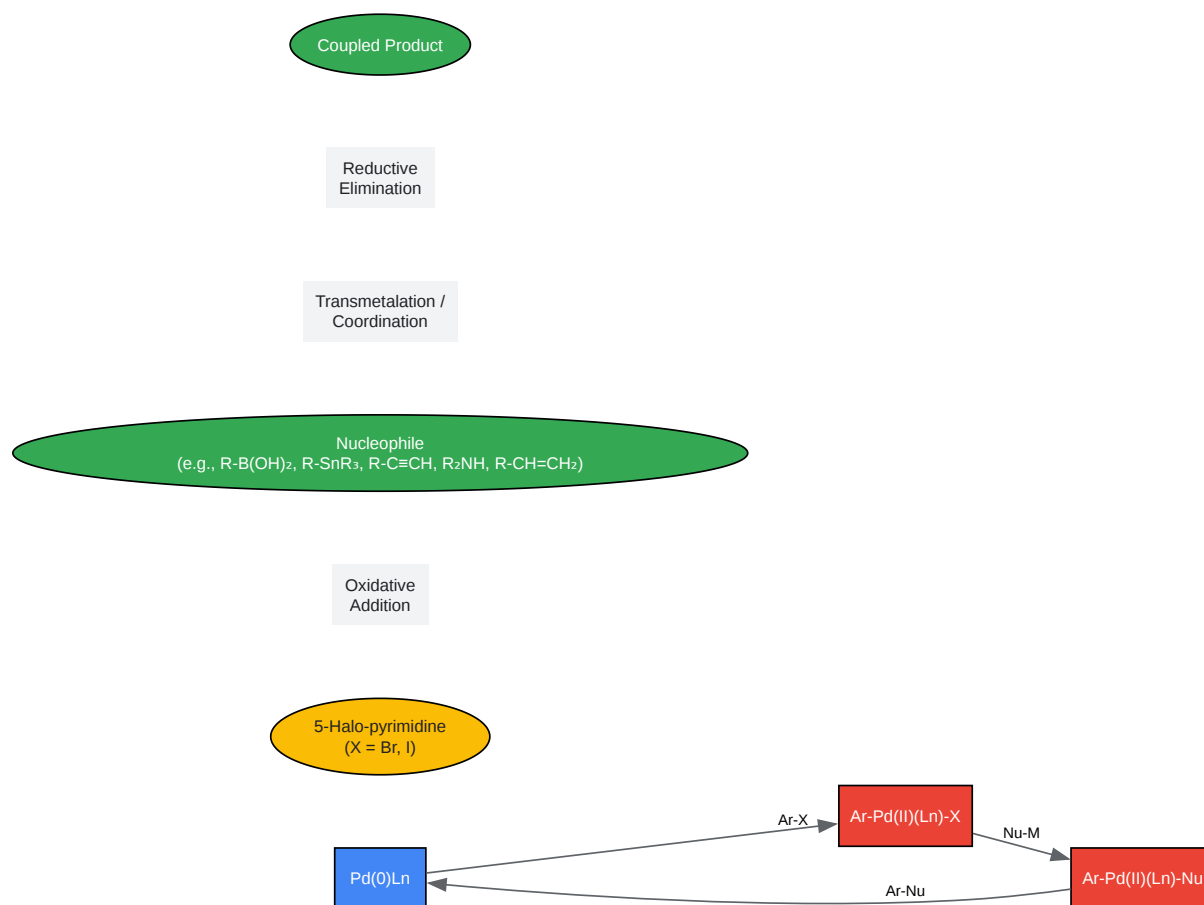 Coupled Product
Reductive
Elimination
Transmetalation /
Coordination
Nucleophile
(e.g., R-B(OH)₂, R-SnR₃, R-C≡CH, R₂NH, R-CH=CH₂)
Oxidative
Addition
5-Halo-pyrimidine
(X = Br, I)
Ar-X
Ar-Pd(II)(Ln)-X
Nu-M
Pd(0)Ln
Ar-Nu
Ar-Pd(II)(Ln)-Nu